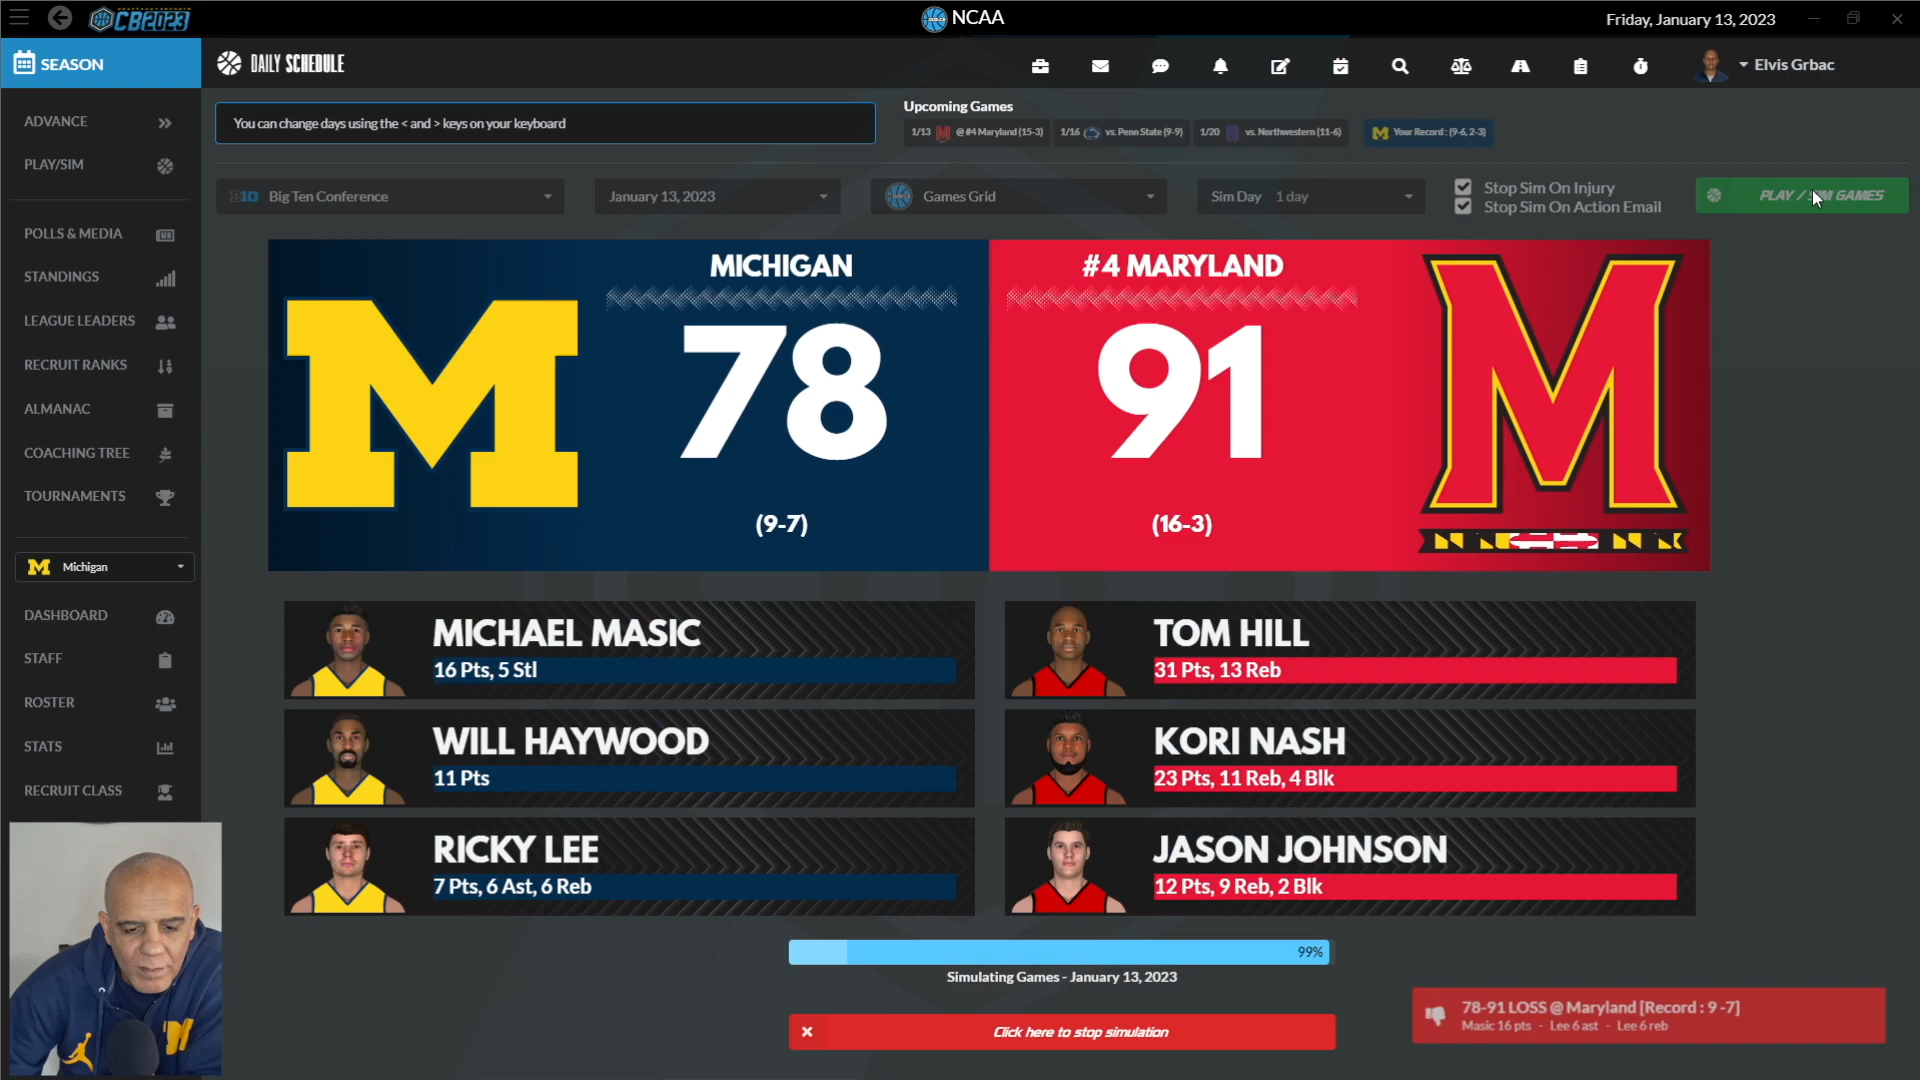 CB2023
NCAA
Friday, January 13, 2023
SEASON
DAILY SCHEDULE
Elvis Grbac
ADVANCE
PLAY/SIM
POLLS & MEDIA
STANDINGS
LEAGUE LEADERS
RECRUIT RANKS
ALMANAC
COACHING TREE
TOURNAMENTS
Michigan
DASHBOARD
STAFF
ROSTER
STATS
RECRUIT CLASS
You can change days using the < and > keys on your keyboard
Upcoming Games
1/13 @ #4 Maryland (15-3)
1/16 vs. Penn State (9-9)
1/20 vs. Northwestern (11-6)
Your Record : (9-6, 2-3)
B10 Big Ten Conference
January 13, 2023
Games Grid
Sim Day 1 day
Stop Sim On Injury
Stop Sim On Action Email
PLAY / SIM GAMES
MICHIGAN
78
(9-7)
#4 MARYLAND
91
(16-3)
MICHAEL MASIC
16 Pts, 5 Stl
WILL HAYWOOD
11 Pts
RICKY LEE
7 Pts, 6 Ast, 6 Reb
TOM HILL
31 Pts, 13 Reb
KORI NASH
23 Pts, 11 Reb, 4 Blk
JASON JOHNSON
12 Pts, 9 Reb, 2 Blk
99%
Simulating Games - January 13, 2023
Click here to stop simulation
78-91 LOSS @ Maryland [Record : 9 -7]
Masic 16 pts - Lee 6 ast - Lee 6 reb